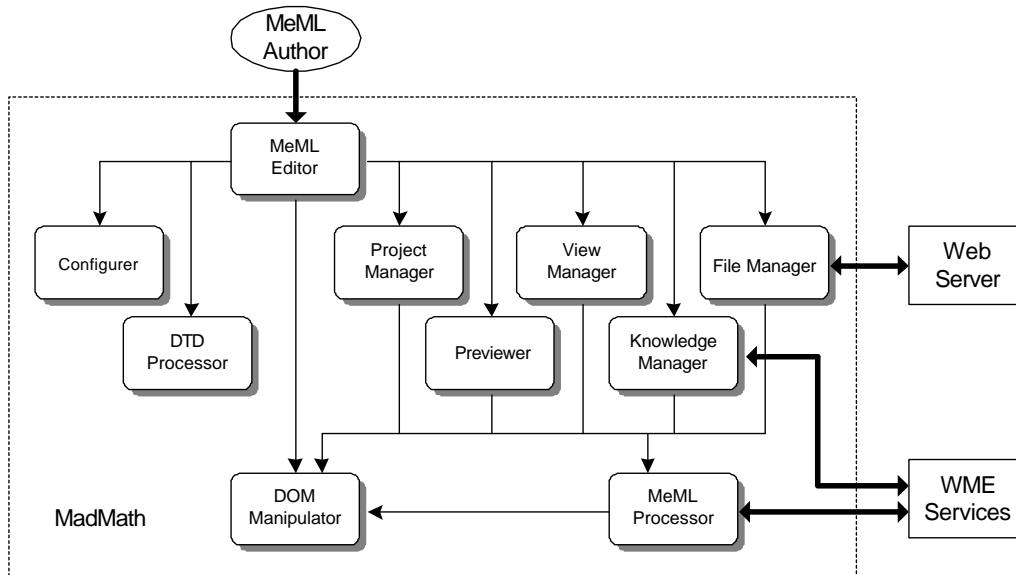 MeML
Author
MeML
Editor
Configurer
Project
Manager
View
Manager
File Manager
Web
Server
DTD
Processor
Previewer
Knowledge
Manager
DOM
Manipulator
MeML
Processor
WME
Services
MadMath